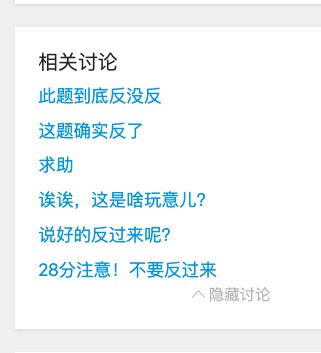 相关讨论
此题到底反没反
这题确实反了
求助
诶诶，这是啥玩意儿?
说好的反过来呢?
28分注意！不要反过来
隐藏讨论